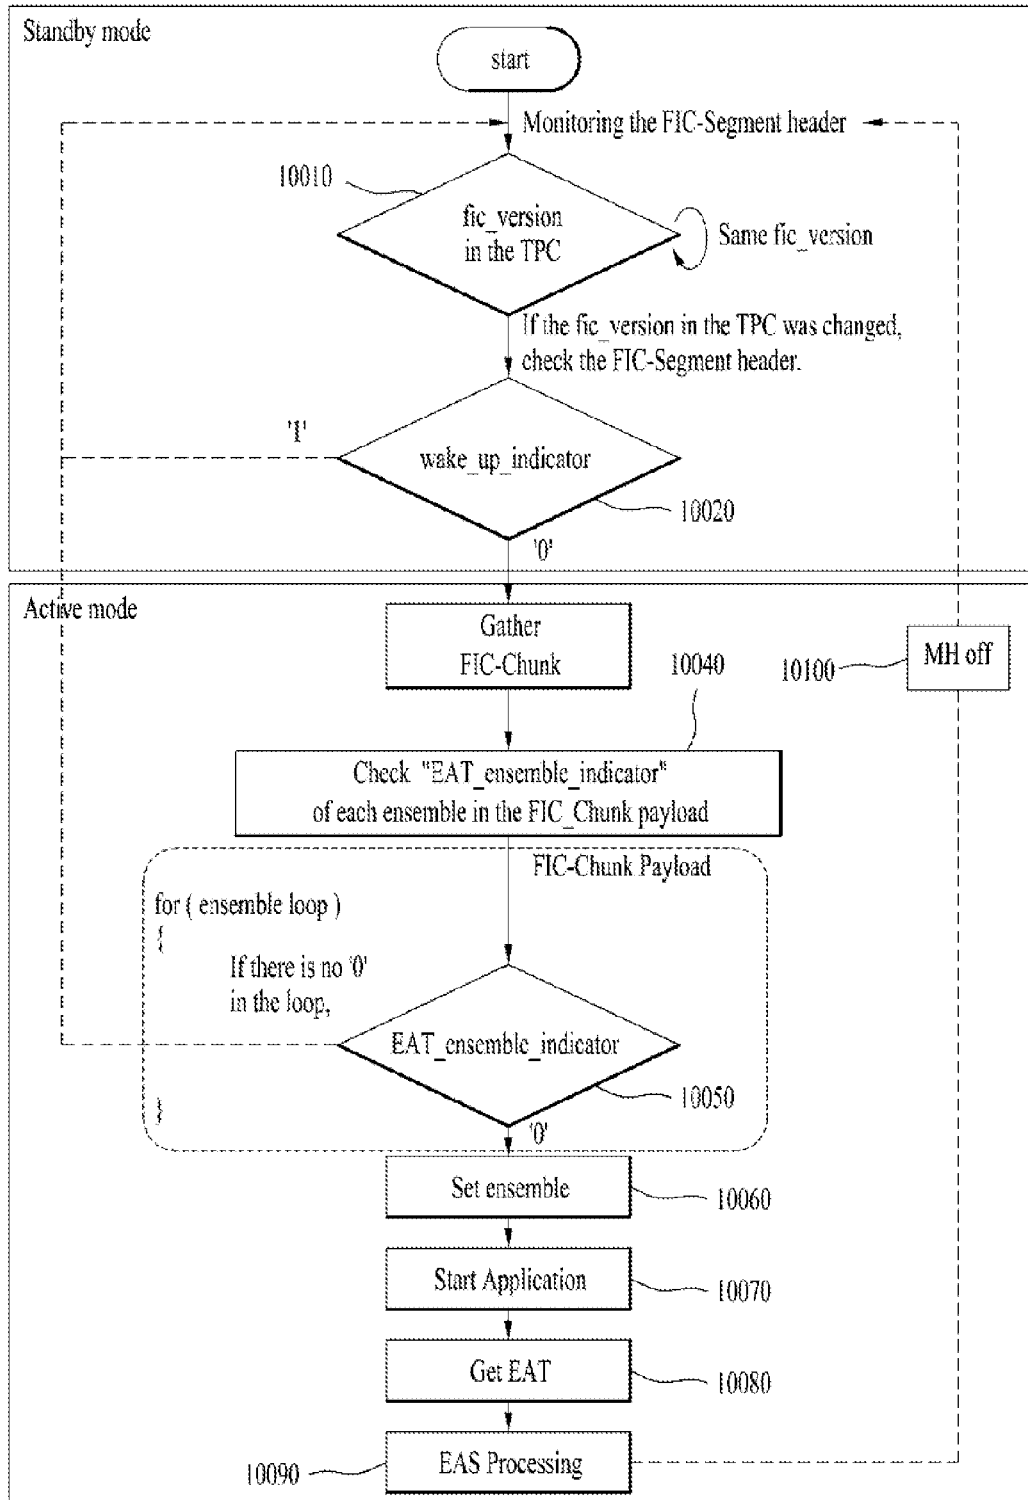 Standby mode
start
Monitoring the FIC-Segment header
10010
fic_version
in the TPC
Same fic_version
If the fic_version in the TPC was changed,
check the FIC-Segment header.
'1'
wake_up_indicator
10020
'0'
Active mode
Gather
FIC-Chunk
10040
10100
MH off
Check "EAT_ensemble_indicator"
of each ensemble in the FIC_Chunk payload
FIC-Chunk Payload
for ( ensemble loop )
{
If there is no '0'
in the loop,
EAT_ensemble_indicator
10050
}
'0'
Set ensemble
10060
Start Application
10070
Get EAT
10080
10090
EAS Processing